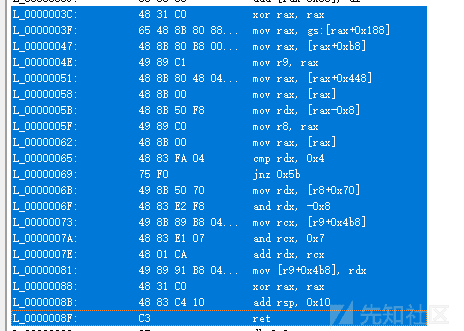 L_0000003C: 48 31 C0 xor rax, rax
L_0000003F: 65 48 8B 80 88... mov rax, gs:[rax+0x188]
L_00000047: 48 8B 80 B8 00... mov rax, [rax+0xb8]
L_0000004E: 49 89 C1 mov r9, rax
L_00000051: 48 8B 80 48 04... mov rax, [rax+0x448]
L_00000058: 48 8B 00 mov rax, [rax]
L_0000005B: 48 8B 50 F8 mov rdx, [rax-0x8]
L_0000005F: 49 89 C0 mov r8, rax
L_00000062: 48 8B 00 mov rax, [rax]
L_00000065: 48 83 FA 04 cmp rdx, 0x4
L_00000069: 75 F0 jnz 0x5b
L_0000006B: 49 8B 50 70 mov rdx, [r8+0x70]
L_0000006F: 48 83 E2 F8 and rdx, -0x8
L_00000073: 49 8B 89 B8 04... mov rcx, [r9+0x4b8]
L_0000007A: 48 83 E1 07 and rcx, 0x7
L_0000007E: 48 01 CA add rdx, rcx
L_00000081: 49 89 91 B8 04... mov [r9+0x4b8], rdx
L_00000088: 48 31 C0 xor rax, rax
L_0000008B: 48 83 C4 10 add rsp, 0x10
L_0000008F: C3 ret
先知社区